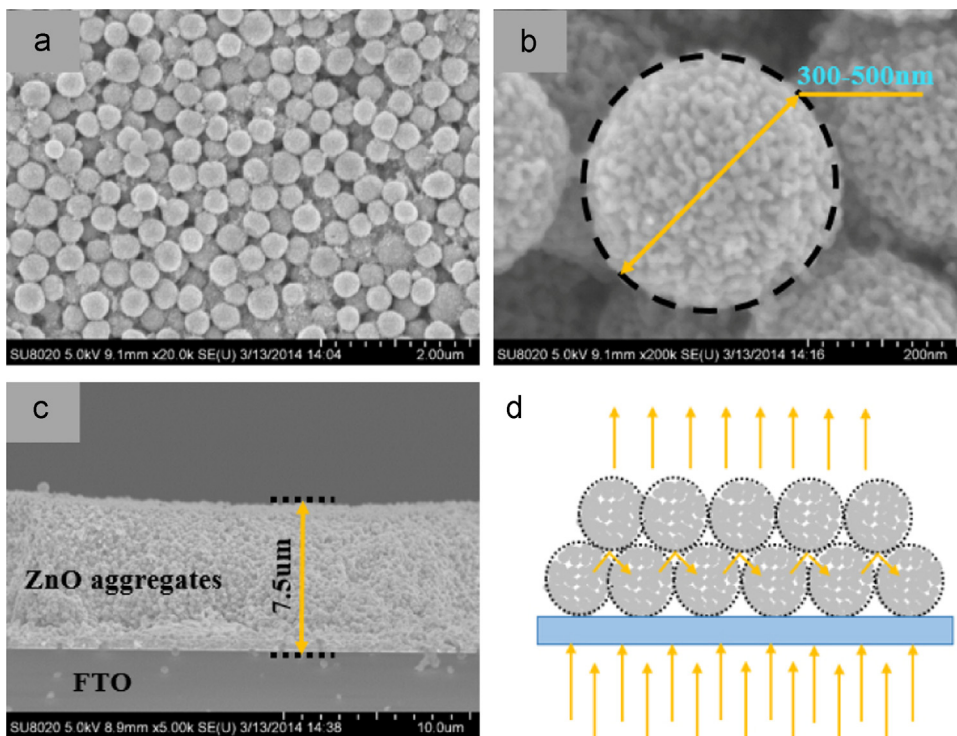 a
SU8020 5.0kV 9.1mm x20.0k SE(U) 3/13/2014 14:04 2.00um
b
300-500nm
SU8020 5.0kV 9.1mm x200k SE(U) 3/13/2014 14:16 200nm
c
ZnO aggregates
7.5um
FTO
SU8020 5.0kV 8.9mm x5.00k SE(U) 3/13/2014 14:38 10.0um
d